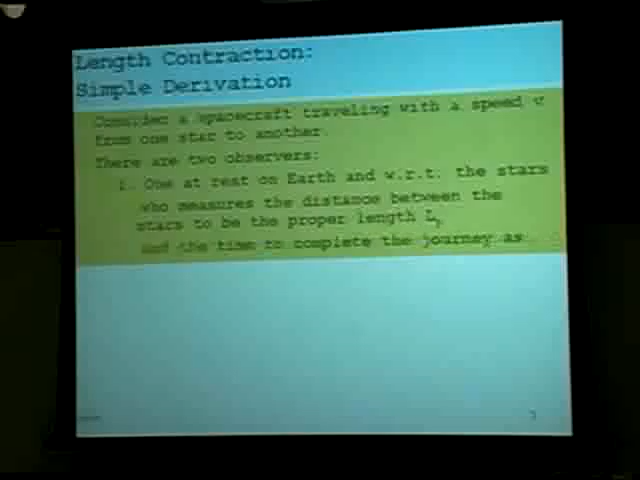 Length Contraction:
Simple Derivation
Consider a spacecraft traveling with a speed v
from one star to another.
There are two observers:
1. One at rest on Earth and w.r.t. the stars
who measures the distance between the
stars to be the proper length Lp
and the time to complete the journey as